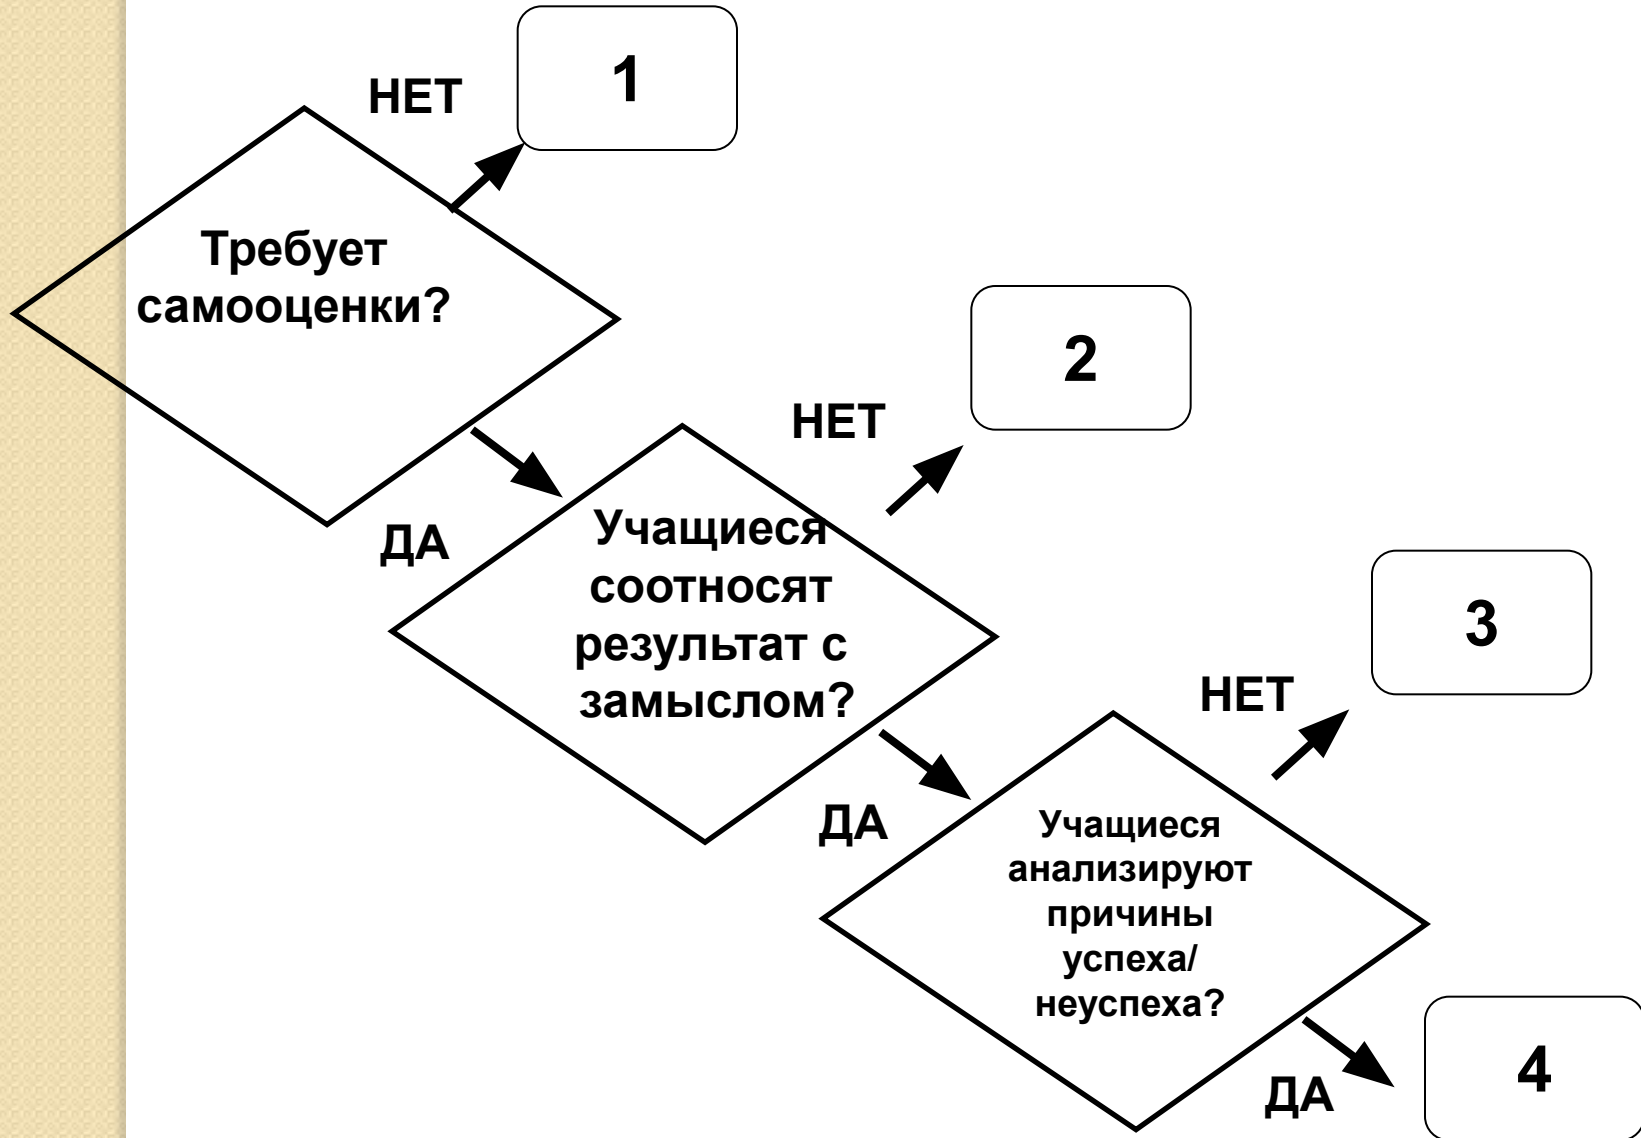 НЕТ
1
Требует
самооценки?
2
НЕТ
ДА
Учащиеся
соотносят
результат с
замыслом?
3
НЕТ
ДА
Учащиеся
анализируют
причины
успеха/
неуспеха?
4
ДА